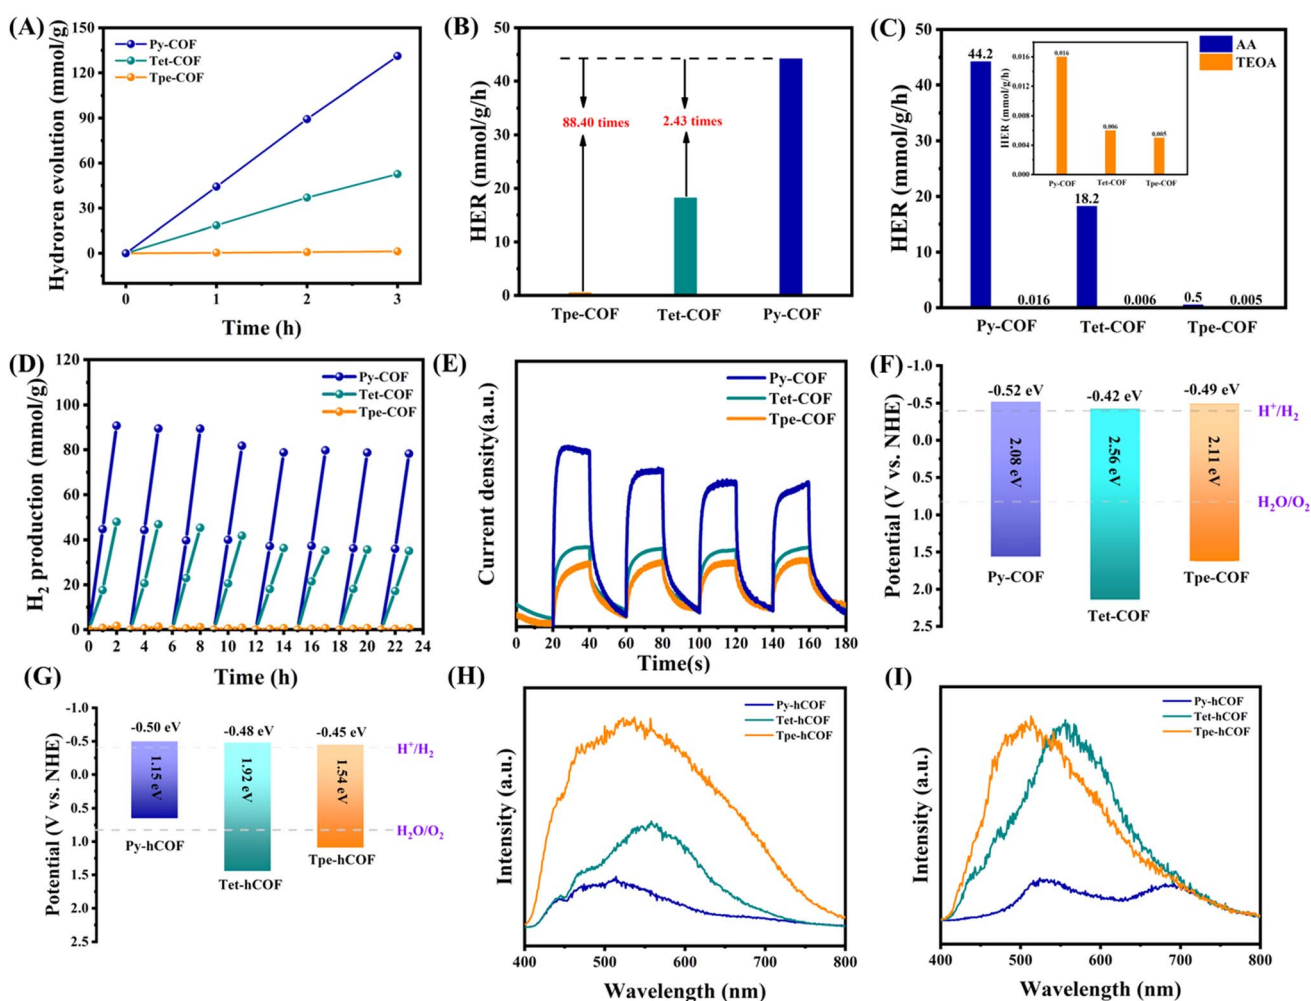 (A)
Hydroren evolution (mmol/g)
150
120
90
60
30
0
Py-COF
Tet-COF
Tpe-COF
0 1 2 3
Time (h)
(B)
HER (mmol/g/h)
50
40
30
20
10
0
88.40 times
2.43 times
Tpe-COF Tet-COF Py-COF
(C)
HER (mmol/g/h)
50
40
30
20
10
0
AA
TEOA
44.2
0.016
18.2
0.006
0.5
0.005
Py-COF Tet-COF Tpe-COF
HER (mmol/g/h)
0.016
0.012
0.008
0.004
0.000
0.016
0.006
0.005
Py-COF Tet-COF Tpe-COF
(D)
H2 production (mmol/g)
120
100
80
60
40
20
0
Py-COF
Tet-COF
Tpe-COF
0 2 4 6 8 10 12 14 16 18 20 22 24
Time (h)
(E)
Current density(a.u.)
Py-COF
Tet-COF
Tpe-COF
0 20 40 60 80 100 120 140 160 180
Time(s)
(F)
Potential (V vs. NHE)
-1.0
-0.5
0.0
0.5
1.0
1.5
2.0
2.5
-0.52 eV
-0.42 eV
-0.49 eV
2.08 eV
2.56 eV
2.11 eV
H+/H2
H2O/O2
Py-COF
Tet-COF
Tpe-COF
(G)
Potential (V vs. NHE)
-1.0
-0.5
0.0
0.5
1.0
1.5
2.0
2.5
-0.50 eV
-0.48 eV
-0.45 eV
1.15 eV
1.92 eV
1.54 eV
H+/H2
H2O/O2
Py-hCOF
Tet-hCOF
Tpe-hCOF
(H)
Intensity (a.u.)
Py-hCOF
Tet-hCOF
Tpe-hCOF
400 500 600 700 800
Wavelength (nm)
(I)
Intensity (a.u.)
Py-hCOF
Tet-hCOF
Tpe-hCOF
400 500 600 700 800
Wavelength (nm)